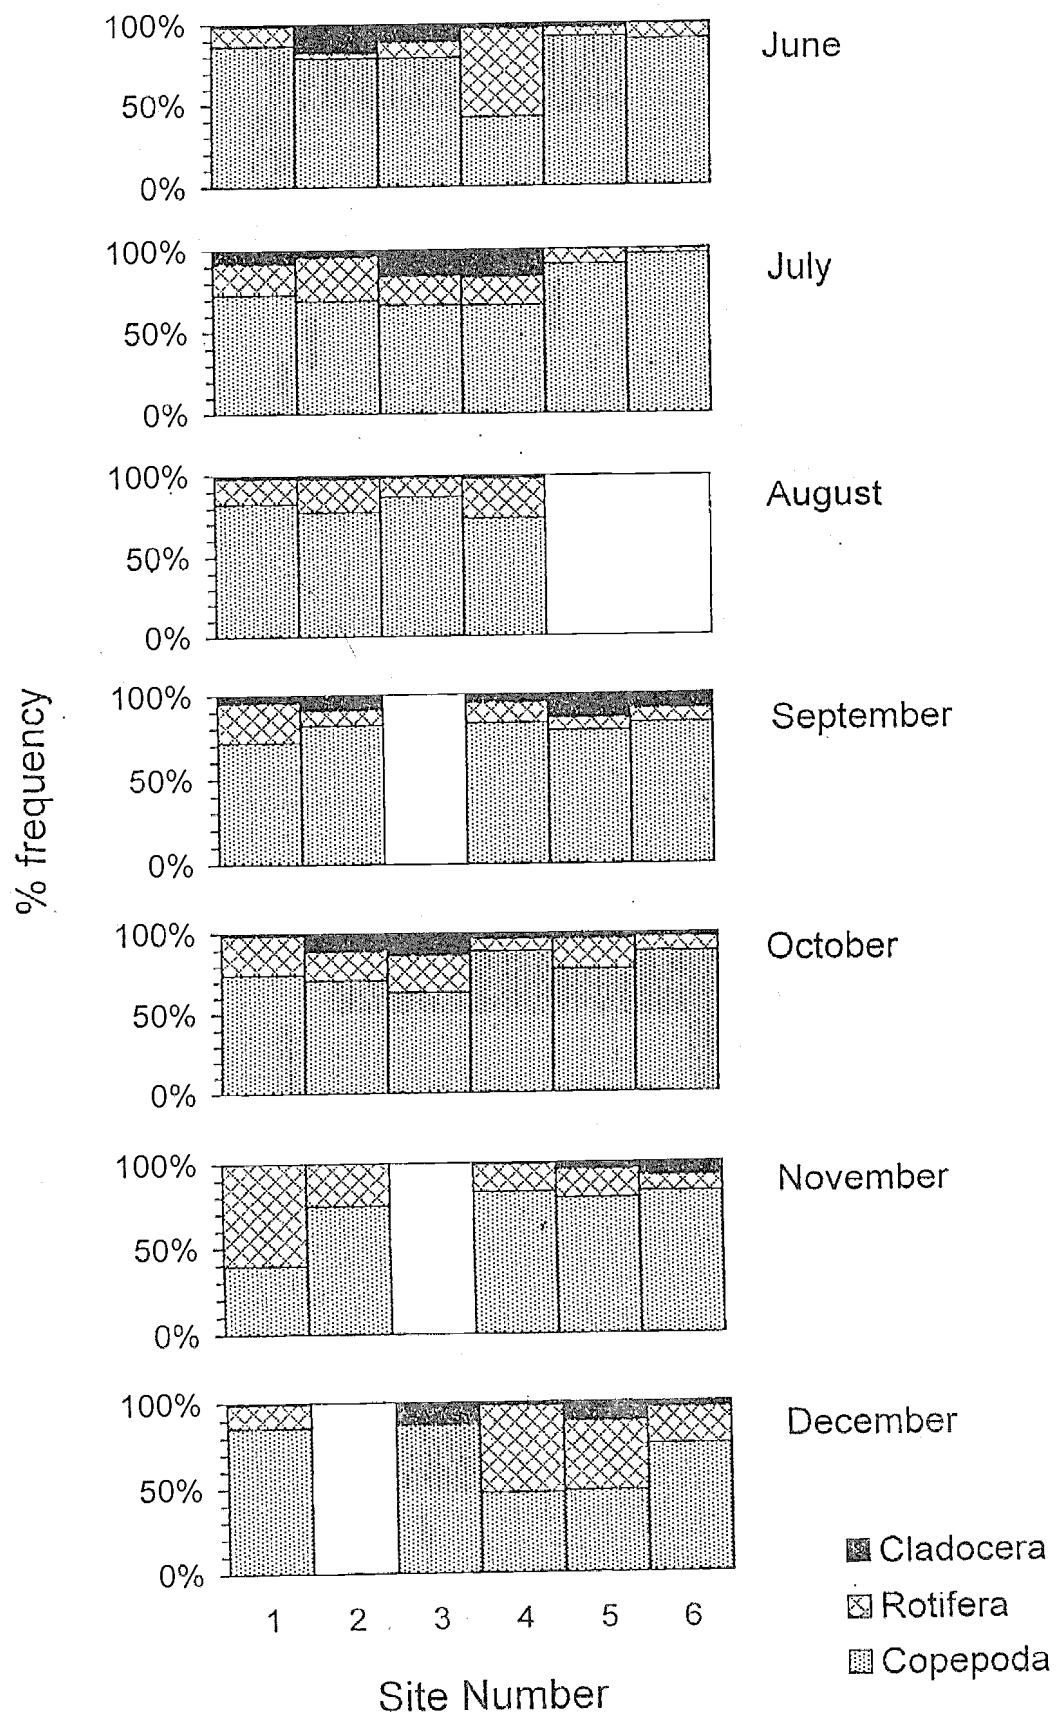 100%
50%
0%
June
100%
50%
0%
July
100%
50%
0%
August
100%
50%
0%
September
% frequency
100%
50%
0%
October
100%
50%
0%
November
100%
50%
0%
December
1 2 3 4 5 6
Site Number
Cladocera
Rotifera
Copepoda